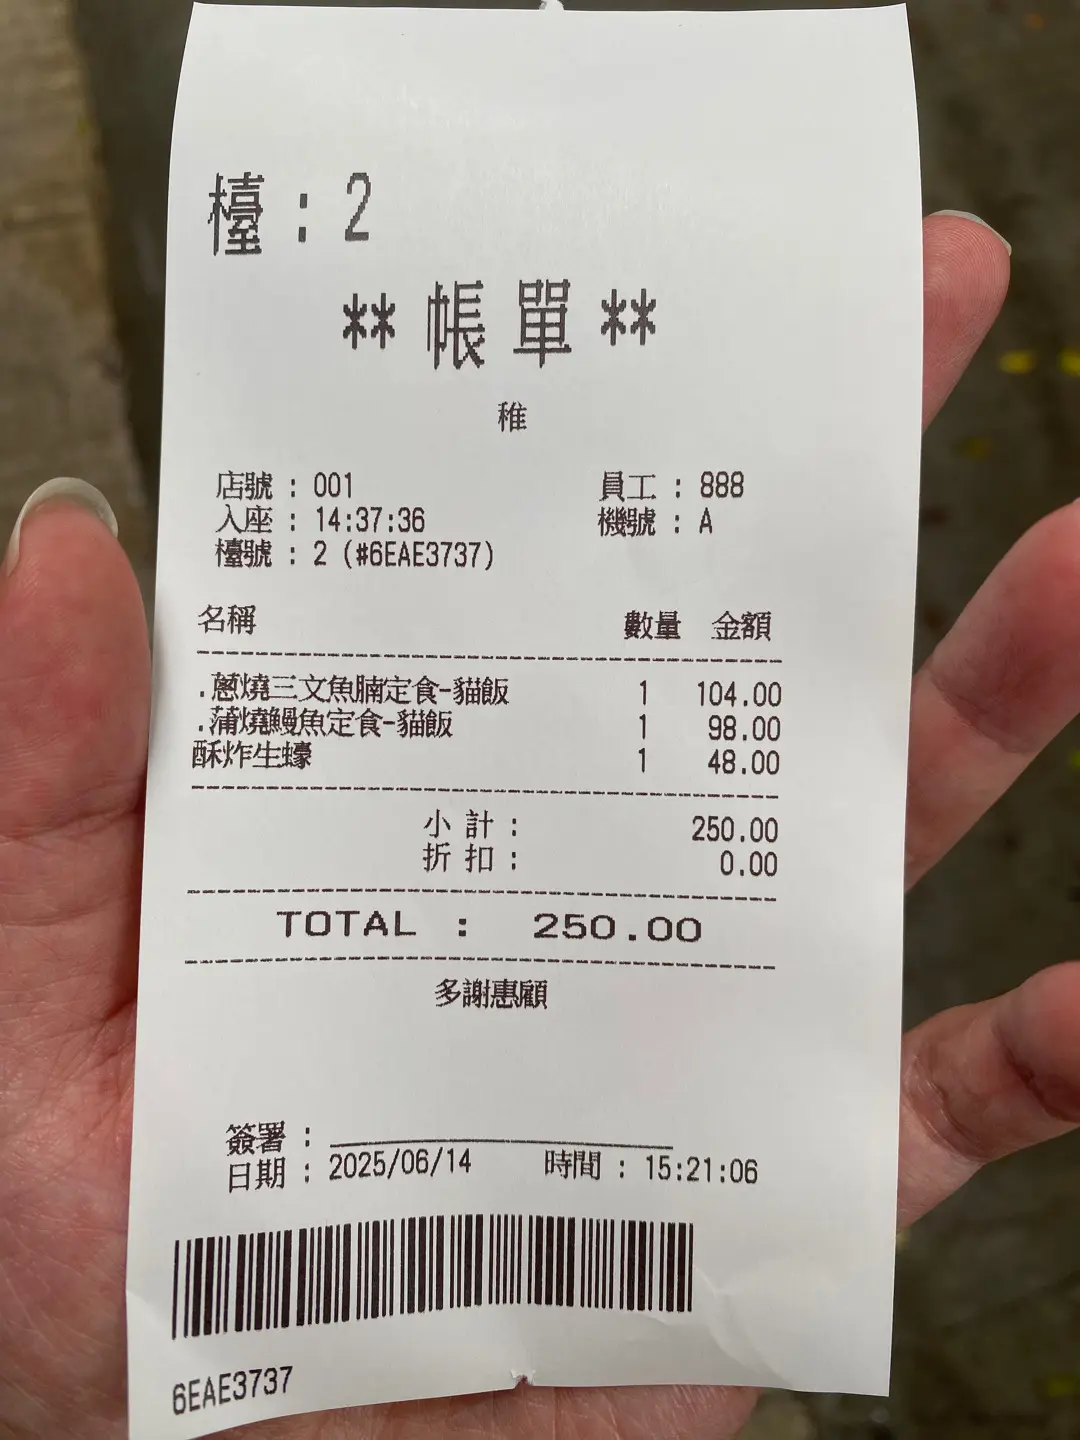 檯：2
**帳單**
稚
店號：001 員工：888
入座：14:37:36 機號：A
檯號：2 (#6EAE3737)
名稱 數量 金額
.蔥燒三文魚腩定食-貓飯 1 104.00
.蒲燒鰻魚定食-貓飯 1 98.00
酥炸生蠔 1 48.00
小計： 250.00
折扣： 0.00
TOTAL : 250.00
多謝惠顧
簽署：
日期：2025/06/14 時間：15:21:06
6EAE3737